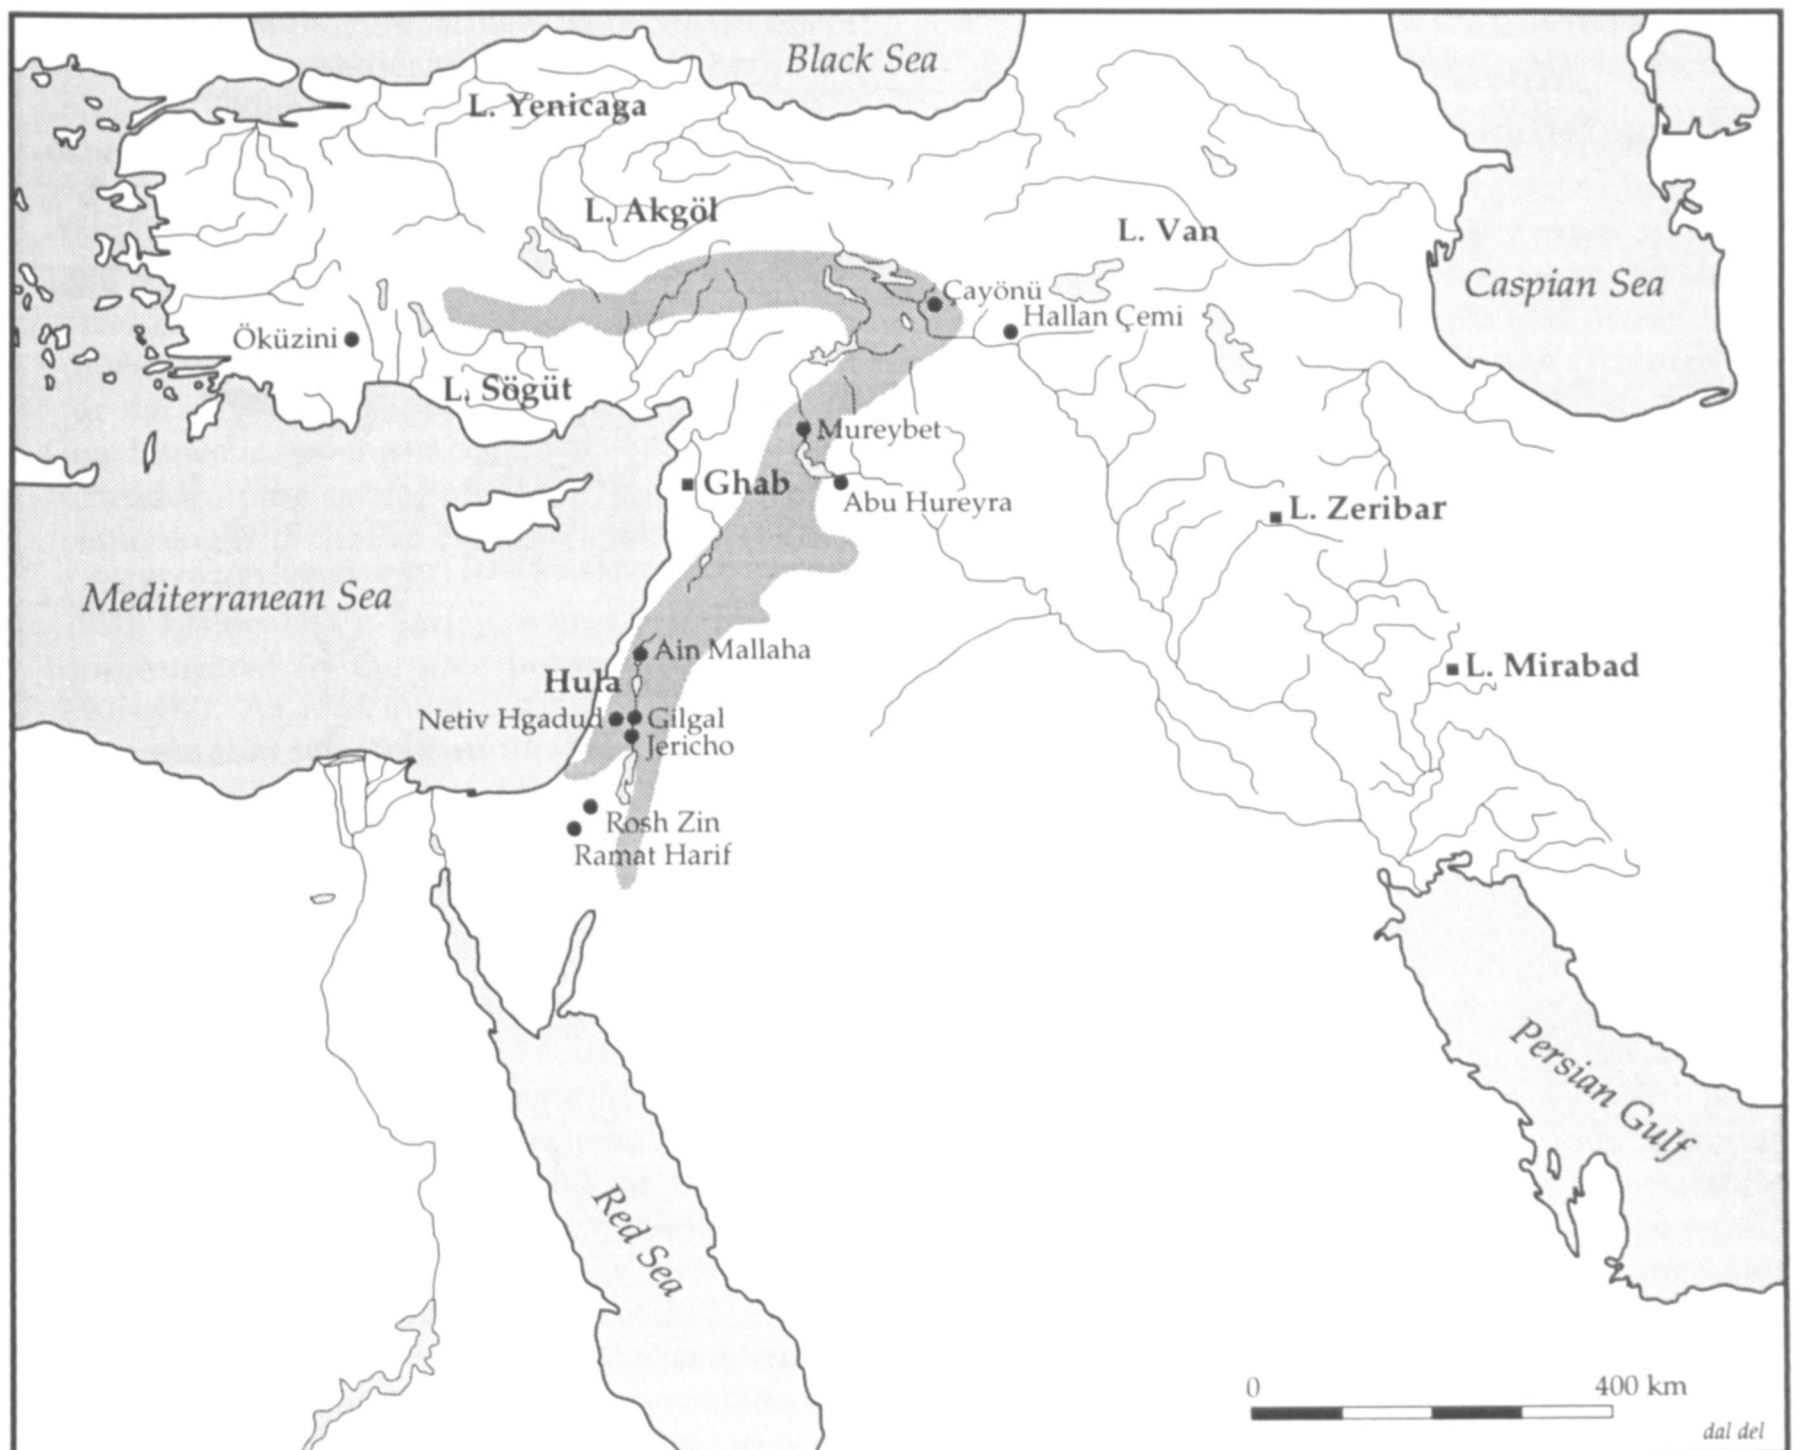 Black Sea
L. Yenicaga
L. Akgöl
L. Van
Caspian Sea
Çayönü
Hallan Çemi
Öküzini
L. Sögüt
Mureybet
Ghab
Abu Hureyra
L. Zeribar
Mediterranean Sea
Ain Mallaha
L. Mirabad
Hula
Netiv Hgadud
Gilgal
Jericho
Rosh Zin
Ramat Harif
Persian Gulf
Red Sea
0 400 km
dal del